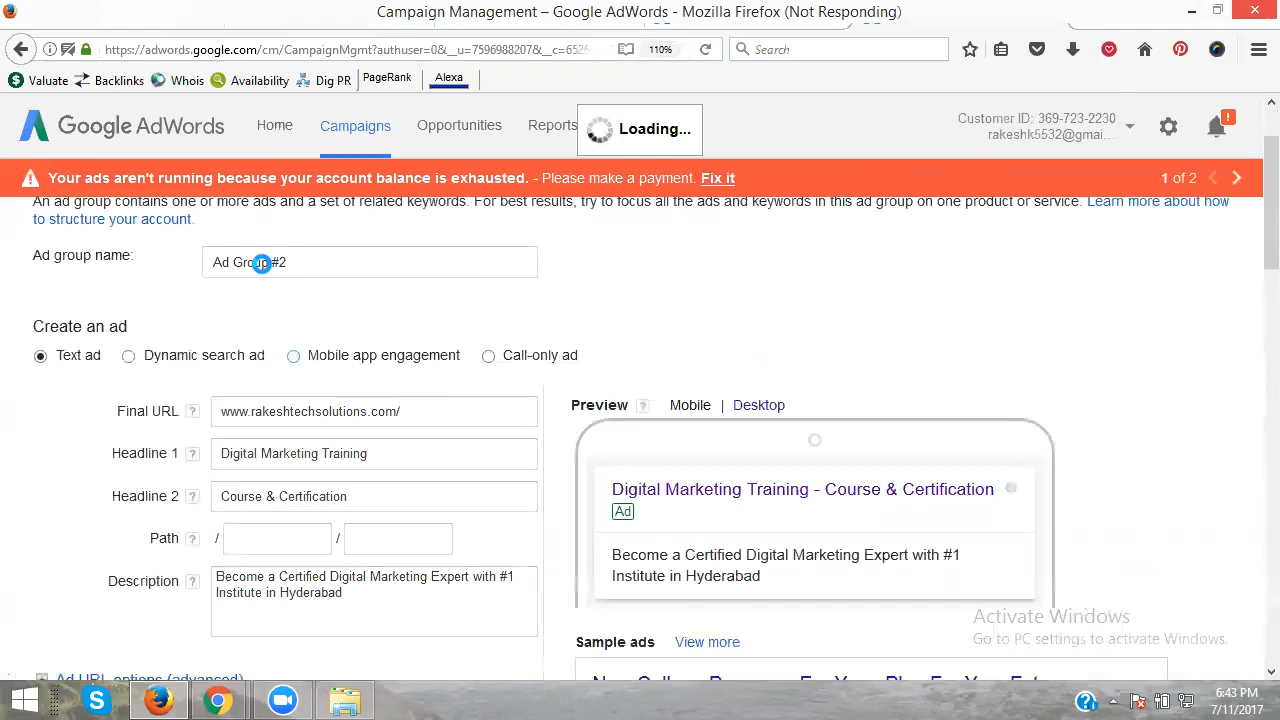 Campaign Management – Google AdWords - Mozilla Firefox (Not Responding)
https://adwords.google.com/cm/CampaignMgmt?authuser=0&__u=7596988207&__c=652
110%
Search
Valuate
Backlinks
Whois
Availability
Dig PR
PageRank
Alexa
Google AdWords
Home
Campaigns
Opportunities
Reports
Loading...
Customer ID: 369-723-2230
rakeshk5532@gmai...
!
Your ads aren't running because your account balance is exhausted. - Please make a payment. Fix it
1 of 2
An ad group contains one or more ads and a set of related keywords. For best results, try to focus all the ads and keywords in this ad group on one product or service. Learn more about how
to structure your account.
Ad group name:
Ad Group #2
Create an ad
Text ad
Dynamic search ad
Mobile app engagement
Call-only ad
Final URL ?
www.rakeshtechsolutions.com/
Headline 1 ?
Digital Marketing Training
Headline 2 ?
Course & Certification
Path ?
/
/
Description ?
Become a Certified Digital Marketing Expert with #1
Institute in Hyderabad
Ad URL options (advanced)
Preview ?
Mobile | Desktop
Digital Marketing Training - Course & Certification
Ad
Become a Certified Digital Marketing Expert with #1
Institute in Hyderabad
Sample ads
View more
Activate Windows
Go to PC settings to activate Windows.
6:43 PM
7/11/2017